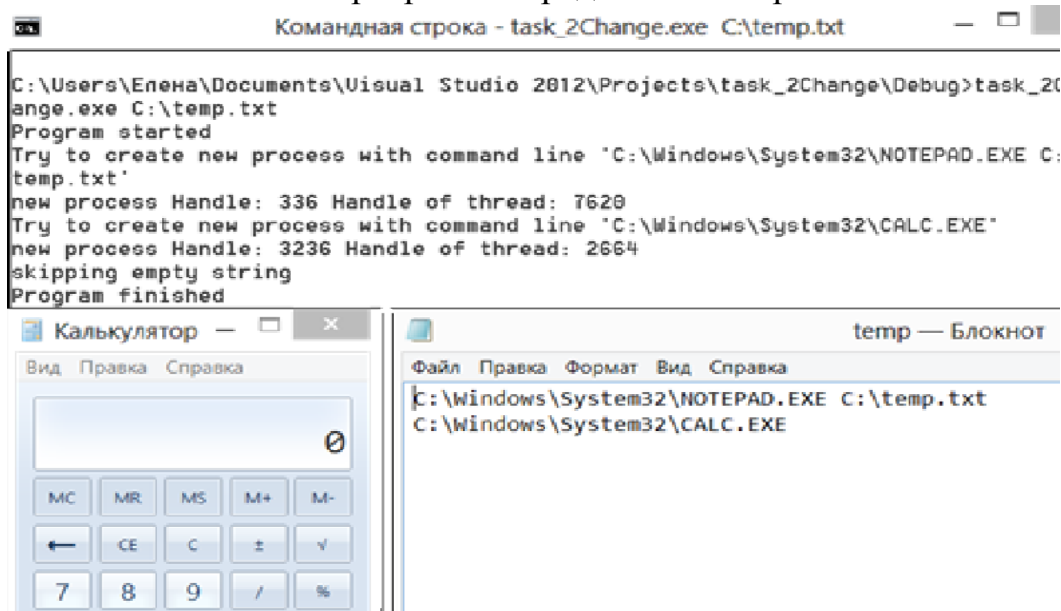 Командная строка - task_2Change.exe C:\temp.txt
C:\Users\Елена\Documents\Visual Studio 2012\Projects\task_2Change\Debug>task_2C
ange.exe C:\temp.txt
Program started
Try to create new process with command line 'C:\Windows\System32\NOTEPAD.EXE C:
temp.txt'
new process Handle: 336 Handle of thread: 7620
Try to create new process with command line 'C:\Windows\System32\CALC.EXE'
new process Handle: 3236 Handle of thread: 2664
skipping empty string
Program finished
Калькулятор
Вид Правка Справка
0
MC MR MS M+ M-
← CE C ± √
7 8 9 / %
temp — Блокнот
Файл Правка Формат Вид Справка
C:\Windows\System32\NOTEPAD.EXE C:\temp.txt
C:\Windows\System32\CALC.EXE